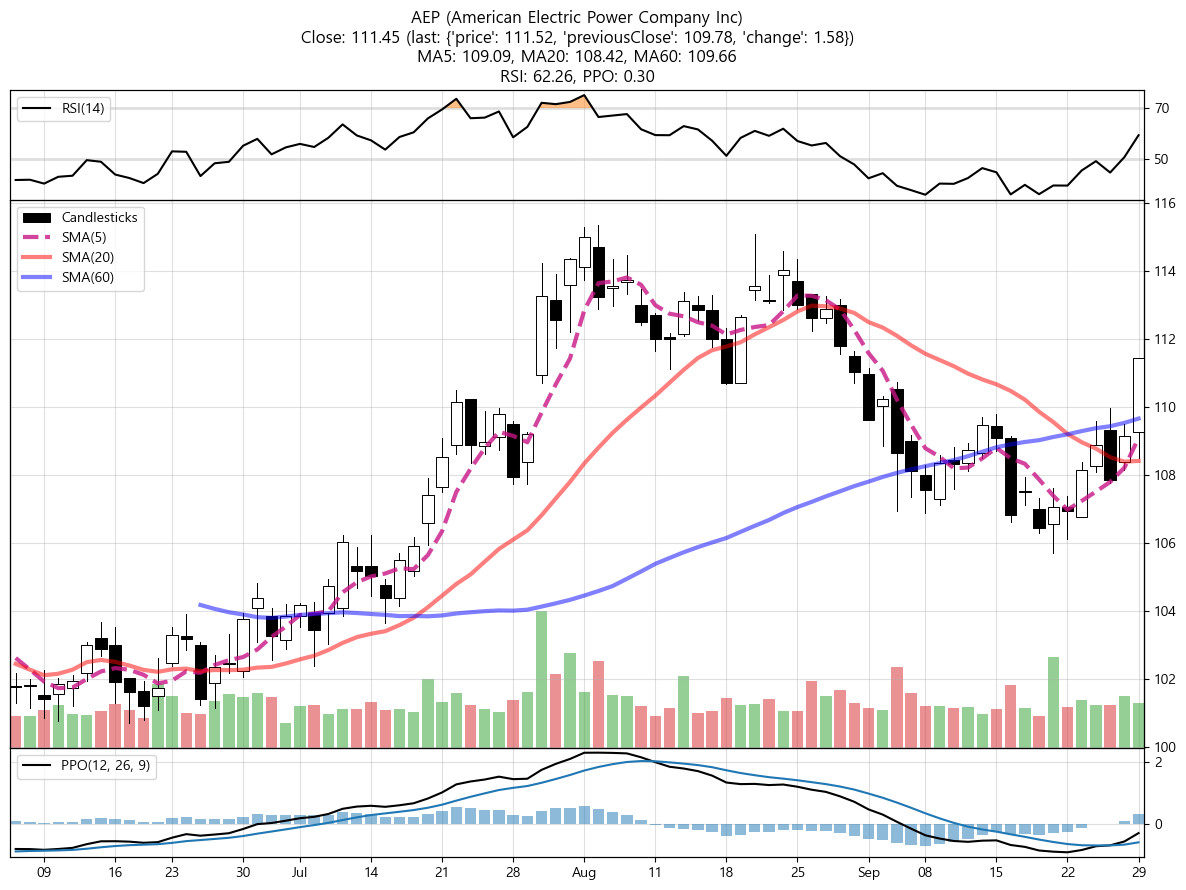 AEP (American Electric Power Company Inc)
Close: 111.45 (last: {'price': 111.52, 'previousClose': 109.78, 'change': 1.58})
MA5: 109.09, MA20: 108.42, MA60: 109.66
RSI: 62.26, PPO: 0.30
RSI(14)
70
50
Candlesticks
SMA(5)
SMA(20)
SMA(60)
116
114
112
110
108
106
104
102
100
PPO(12, 26, 9)
2
0
09 16 23 30 Jul 14 21 28 Aug 11 18 25 Sep 08 15 22 29